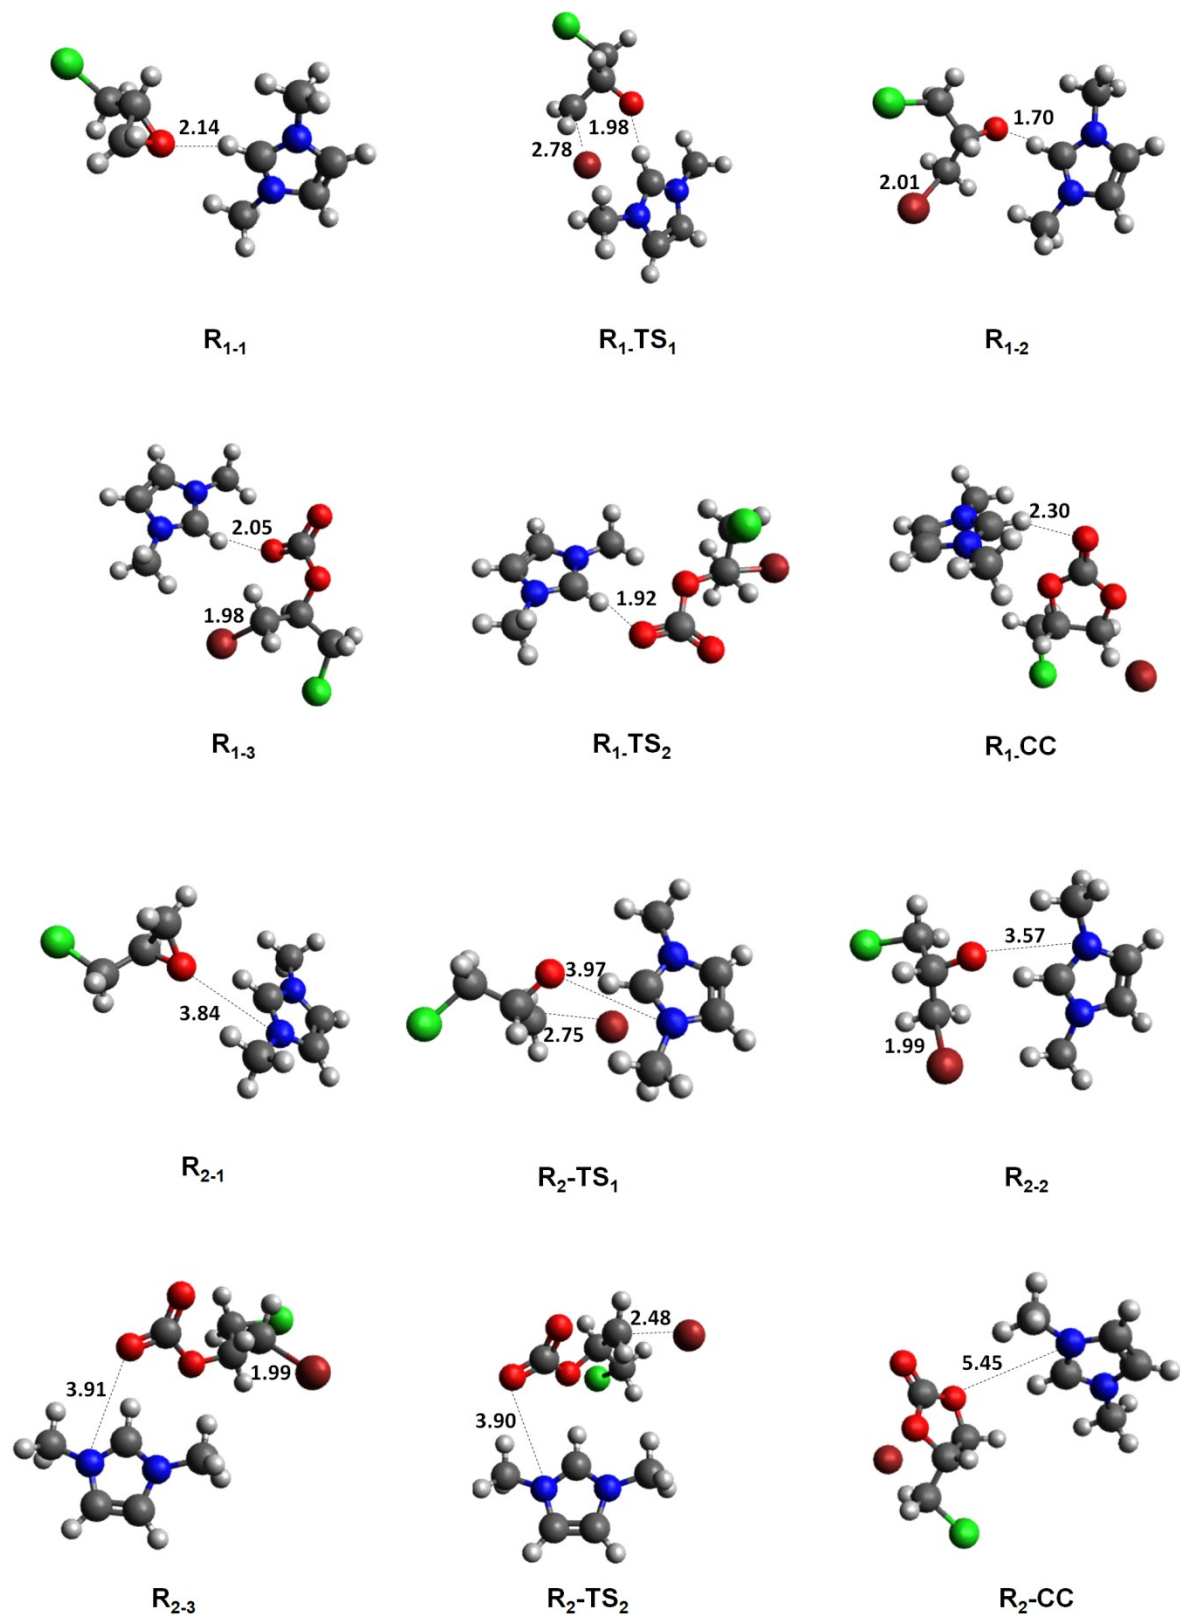 2.14
1.98
2.78
1.70
2.01
R₁₋₁
R₁₋TS₁
R₁₋₂
2.05
1.98
1.92
2.30
R₁₋₃
R₁₋TS₂
R₁₋CC
3.84
3.97
2.75
3.57
1.99
R₂₋₁
R₂-TS₁
R₂₋₂
3.91
1.99
2.48
3.90
5.45
R₂₋₃
R₂-TS₂
R₂-CC